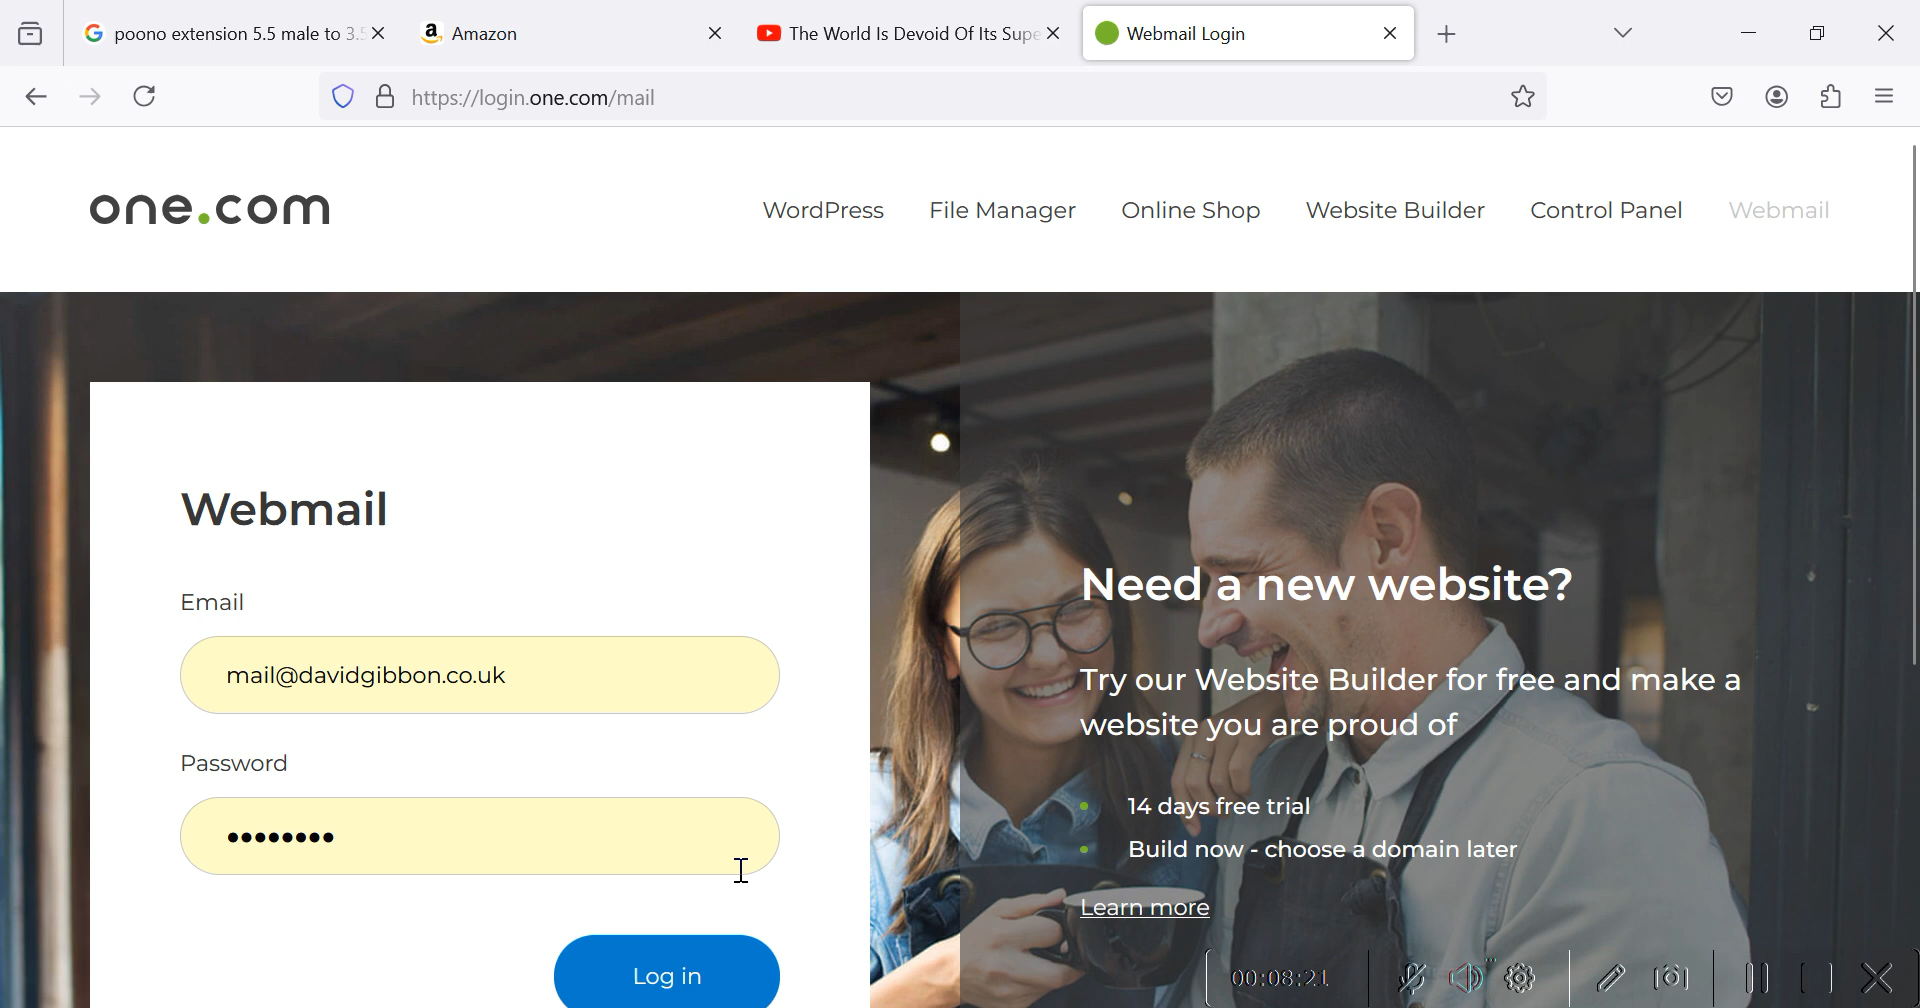 poono extension 5.5 male to 3.5
Amazon
The World Is Devoid Of Its Supe
Webmail Login
https://login.one.com/mail
one.com
WordPress File Manager Online Shop Website Builder Control Panel Webmail
Webmail
Email
mail@davidgibbon.co.uk
Password
Log in
Need a new website?
Try our Website Builder for free and make a
website you are proud of
14 days free trial
Build now - choose a domain later
Learn more
00:08:21